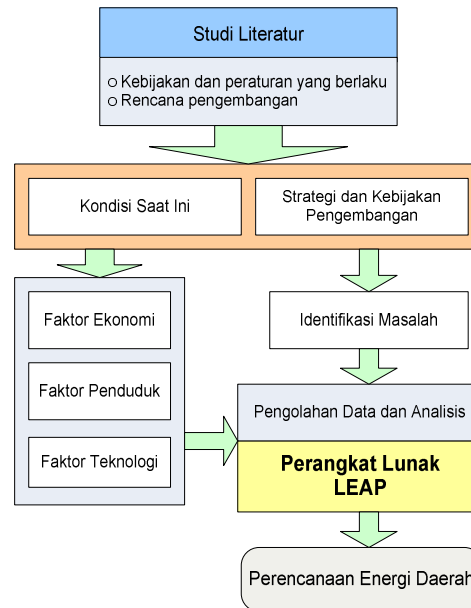 Studi Literatur
o Kebijakan dan peraturan yang berlaku
o Rencana pengembangan
Kondisi Saat Ini
Strategi dan Kebijakan
Pengembangan
Faktor Ekonomi
Faktor Penduduk
Faktor Teknologi
Identifikasi Masalah
Pengolahan Data dan Analisis
Perangkat Lunak
LEAP
Perencanaan Energi Daerah